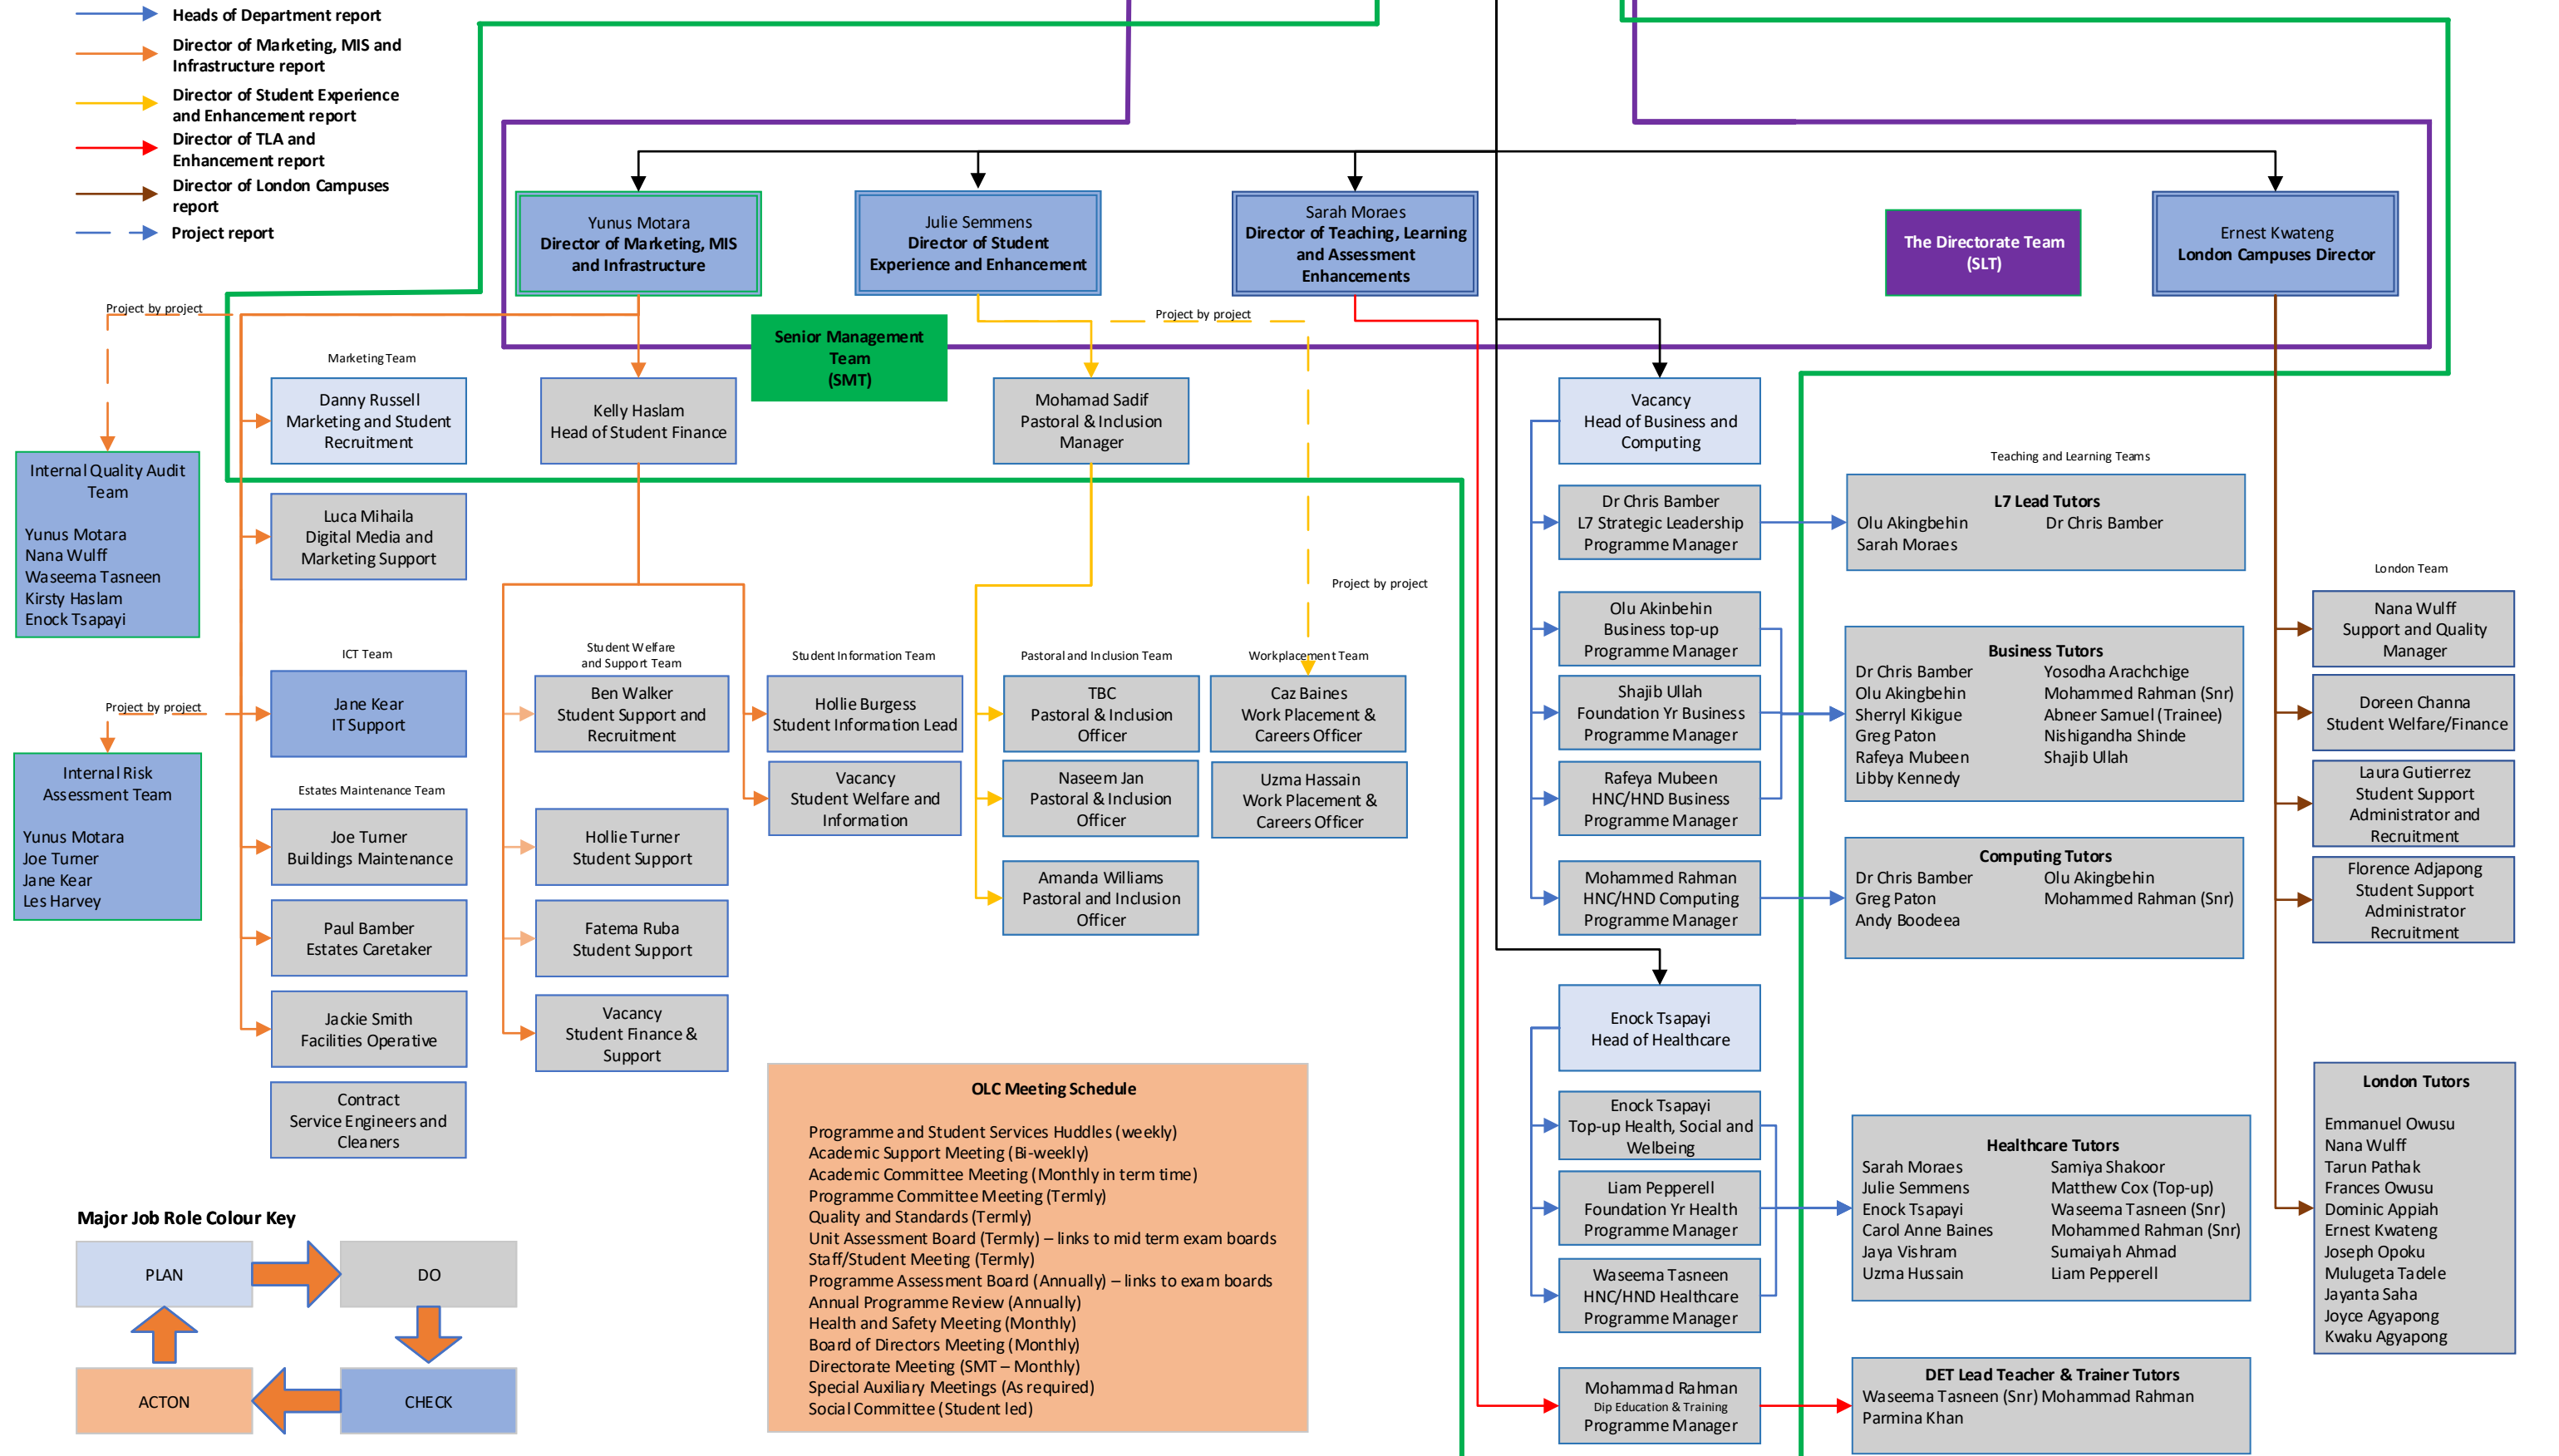 Heads of Department report
Director of Marketing, MIS and
Infrastructure report
Director of Student Experience
and Enhancement report
Director of TLA and
Enhancement report
Director of London Campuses
report
Project report
Yunus Motara
Director of Marketing, MIS
and Infrastructure
Julie Semmens
Director of Student
Experience and Enhancement
Sarah Moraes
Director of Teaching, Learning
and Assessment
Enhancements
The Directorate Team
(SLT)
Ernest Kwateng
London Campuses Director
Project by project
Project by project
Senior Management
Team
(SMT)
Marketing Team
Danny Russell
Marketing and Student
Recruitment
Kelly Haslam
Head of Student Finance
Mohamad Sadif
Pastoral & Inclusion
Manager
Vacancy
Head of Business and
Computing
Internal Quality Audit
Team
Yunus Motara
Nana Wulff
Waseema Tasneen
Kirsty Haslam
Enock Tsapayi
Luca Mihaila
Digital Media and
Marketing Support
Teaching and Learning Teams
Dr Chris Bamber
L7 Strategic Leadership
Programme Manager
L7 Lead Tutors
Olu Akingbehin Dr Chris Bamber
Sarah Moraes
Project by project
London Team
Olu Akinbehin
Business top-up
Programme Manager
Nana Wulff
Support and Quality
Manager
ICT Team
Jane Kear
IT Support
Student Welfare
and Support Team
Ben Walker
Student Support and
Recruitment
Student Information Team
Hollie Burgess
Student Information Lead
Vacancy
Student Welfare and
Information
Pastoral and Inclusion Team
TBC
Pastoral & Inclusion
Officer
Naseem Jan
Pastoral & Inclusion
Officer
Amanda Williams
Pastoral and Inclusion
Officer
Workplacement Team
Caz Baines
Work Placement &
Careers Officer
Uzma Hassain
Work Placement &
Careers Officer
Shajib Ullah
Foundation Yr Business
Programme Manager
Rafeya Mubeen
HNC/HND Business
Programme Manager
Business Tutors
Dr Chris Bamber Yosodha Arachchige
Olu Akingbehin Mohammed Rahman (Snr)
Sherryl Kikigue Abneer Samuel (Trainee)
Greg Paton Nishigandha Shinde
Rafeya Mubeen Shajib Ullah
Libby Kennedy
Doreen Channa
Student Welfare/Finance
Laura Gutierrez
Student Support
Administrator and
Recruitment
Florence Adjapong
Student Support
Administrator
Recruitment
Project by project
Internal Risk
Assessment Team
Yunus Motara
Joe Turner
Jane Kear
Les Harvey
Estates Maintenance Team
Joe Turner
Buildings Maintenance
Paul Bamber
Estates Caretaker
Jackie Smith
Facilities Operative
Contract
Service Engineers and
Cleaners
Hollie Turner
Student Support
Fatema Ruba
Student Support
Vacancy
Student Finance &
Support
Mohammed Rahman
HNC/HND Computing
Programme Manager
Computing Tutors
Dr Chris Bamber Olu Akingbehin
Greg Paton Mohammed Rahman (Snr)
Andy Boodeea
Enock Tsapayi
Head of Healthcare
Enock Tsapayi
Top-up Health, Social and
Welbeing
Liam Pepperell
Foundation Yr Health
Programme Manager
Waseema Tasneen
HNC/HND Healthcare
Programme Manager
Healthcare Tutors
Sarah Moraes Samiya Shakoor
Julie Semmens Matthew Cox (Top-up)
Enock Tsapayi Waseema Tasneen (Snr)
Carol Anne Baines Mohammed Rahman (Snr)
Jaya Vishram Sumaiyah Ahmad
Uzma Hussain Liam Pepperell
London Tutors
Emmanuel Owusu
Nana Wulff
Tarun Pathak
Frances Owusu
Dominic Appiah
Ernest Kwateng
Joseph Opoku
Mulugeta Tadele
Jayanta Saha
Joyce Agyapong
Kwaku Agyapong
Mohammad Rahman
Dip Education & Training
Programme Manager
DET Lead Teacher & Trainer Tutors
Waseema Tasneen (Snr) Mohammad Rahman
Parmina Khan
OLC Meeting Schedule
Programme and Student Services Huddles (weekly)
Academic Support Meeting (Bi-weekly)
Academic Committee Meeting (Monthly in term time)
Programme Committee Meeting (Termly)
Quality and Standards (Termly)
Unit Assessment Board (Termly) – links to mid term exam boards
Staff/Student Meeting (Termly)
Programme Assessment Board (Annually) – links to exam boards
Annual Programme Review (Annually)
Health and Safety Meeting (Monthly)
Board of Directors Meeting (Monthly)
Directorate Meeting (SMT – Monthly)
Special Auxiliary Meetings (As required)
Social Committee (Student led)
Major Job Role Colour Key
PLAN
DO
ACTON
CHECK